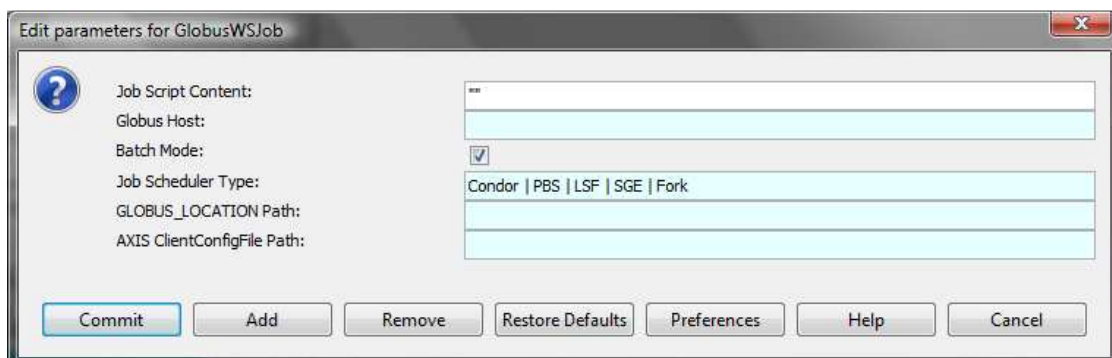 Edit parameters for GlobusWSJob
Job Script Content: ""
Globus Host:
Batch Mode:
Job Scheduler Type: Condor | PBS | LSF | SGE | Fork
GLOBUS_LOCATION Path:
AXIS ClientConfigFile Path:
Commit Add Remove Restore Defaults Preferences Help Cancel